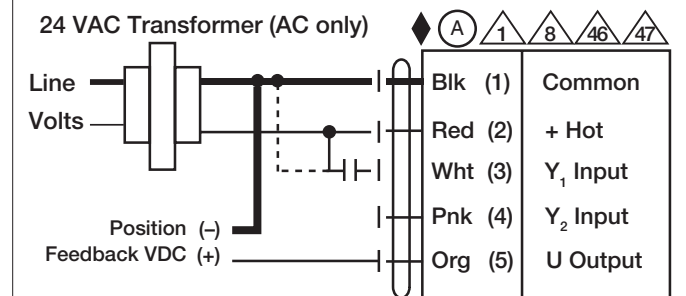 24 VAC Transformer (AC only)
A 1 8 46 47
Line
Volts
Blk (1) Common
Red (2) + Hot
Wht (3) Y1 Input
Pnk (4) Y2 Input
Org (5) U Output
Position (–)
Feedback VDC (+)